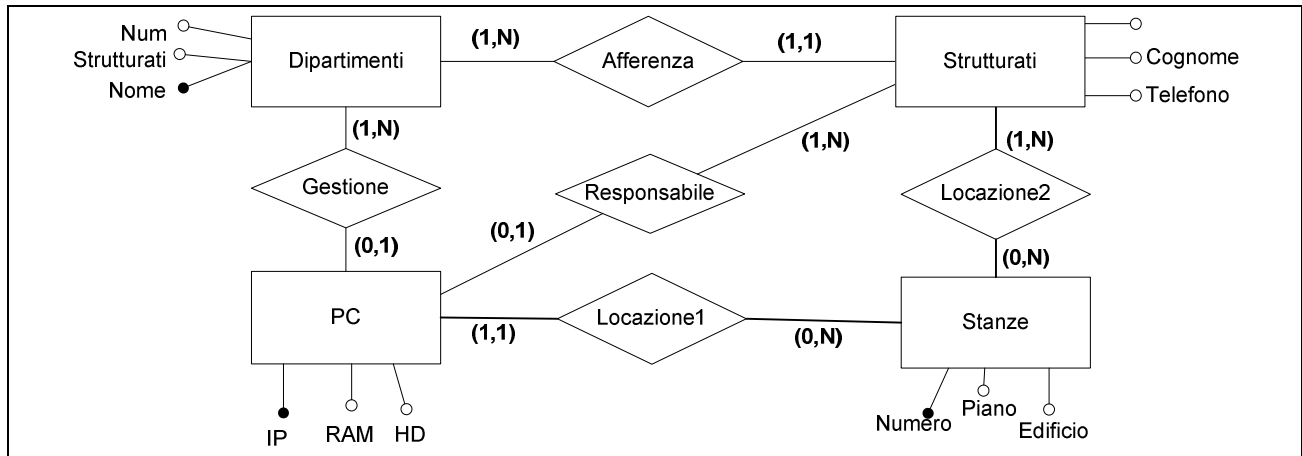 Num
Strutturati
Nome
Dipartimenti
(1,N)
Afferenza
(1,1)
Strutturati
Cognome
Telefono
(1,N)
Gestione
(0,1)
Responsabile
(1,N)
(0,1)
(1,N)
Locazione2
(0,N)
PC
(1,1)
Locazione1
(0,N)
Stanze
IP
RAM
HD
Numero
Piano
Edificio